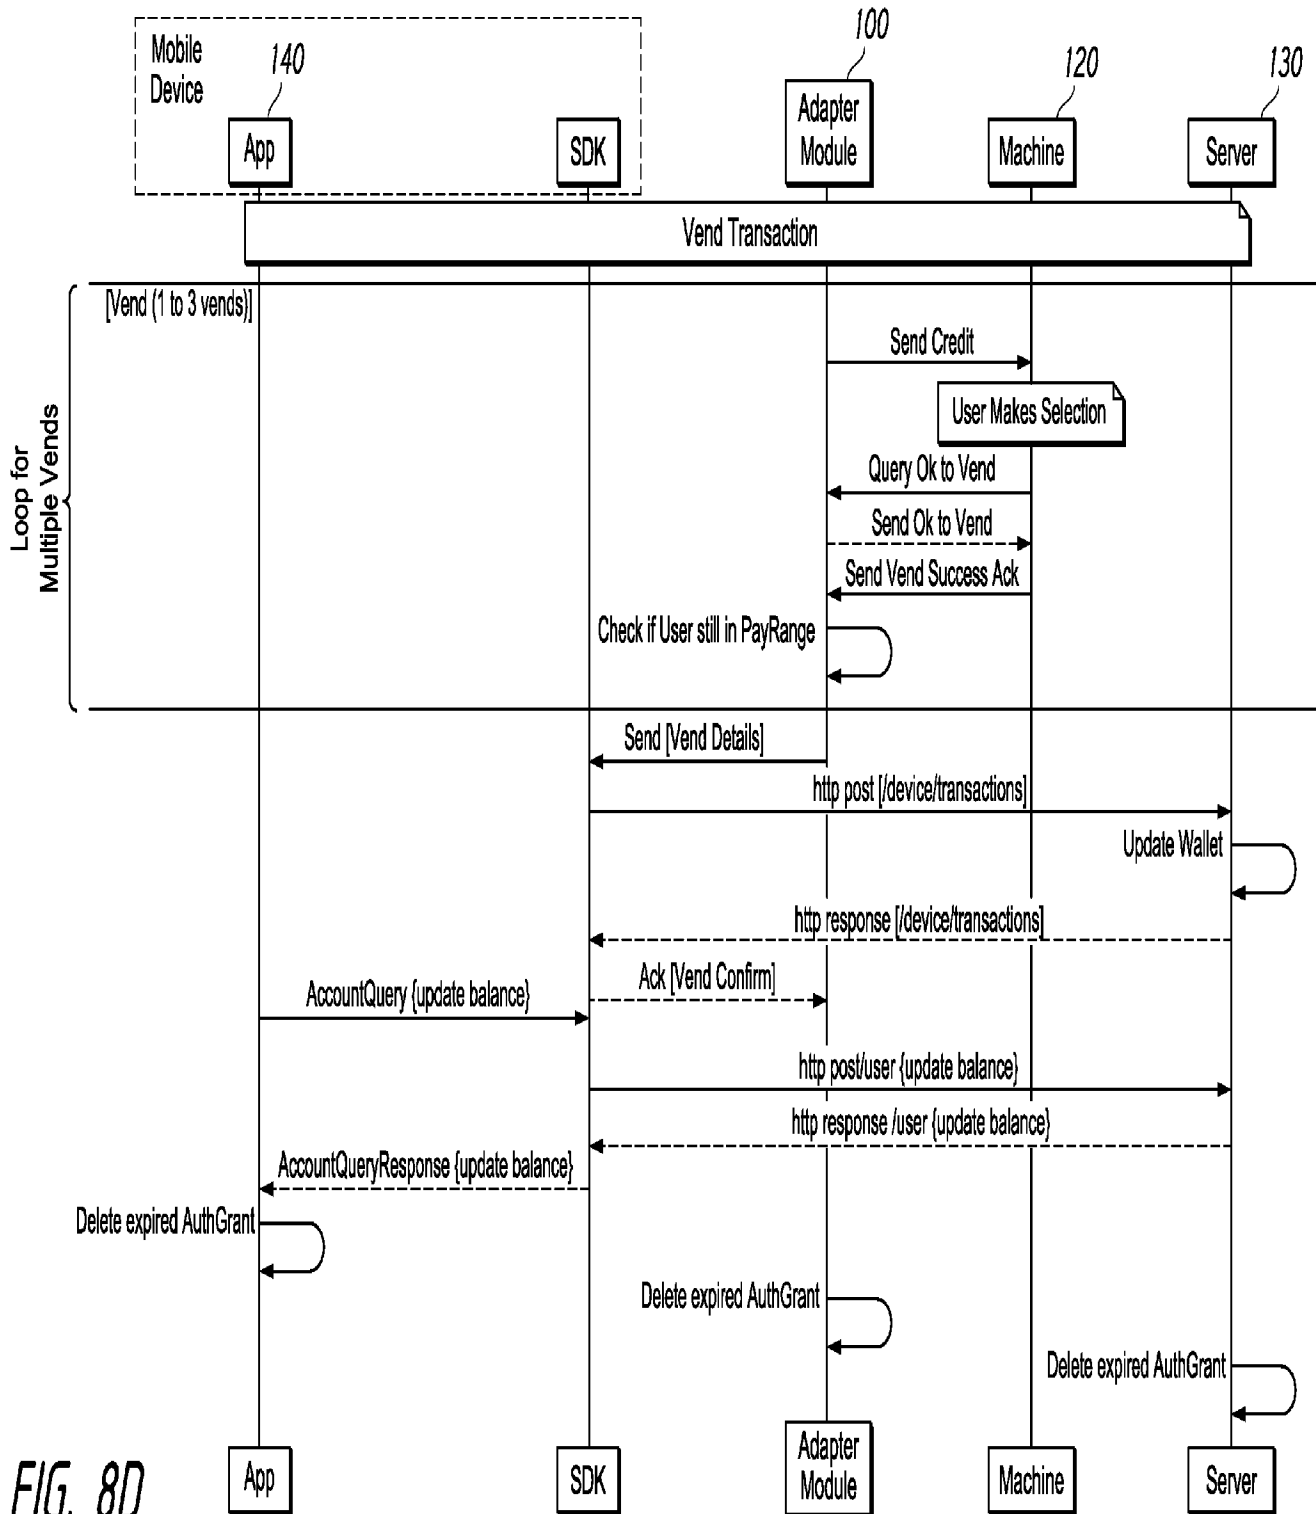 Mobile
Device
140
100
120
130
App
SDK
Adapter
Module
Machine
Server
Vend Transaction
[Vend (1 to 3 vends)]
Loop for
Multiple Vends
Send Credit
User Makes Selection
Query Ok to Vend
Send Ok to Vend
Send Vend Success Ack
Check if User still in PayRange
Send [Vend Details]
http post [/device/transactions]
Update Wallet
http response [/device/transactions]
Ack [Vend Confirm]
AccountQuery {update balance}
http post/user {update balance}
http response /user {update balance}
AccountQueryResponse {update balance}
Delete expired AuthGrant
Delete expired AuthGrant
Delete expired AuthGrant
App
SDK
Adapter
Module
Machine
Server
FIG. 8D